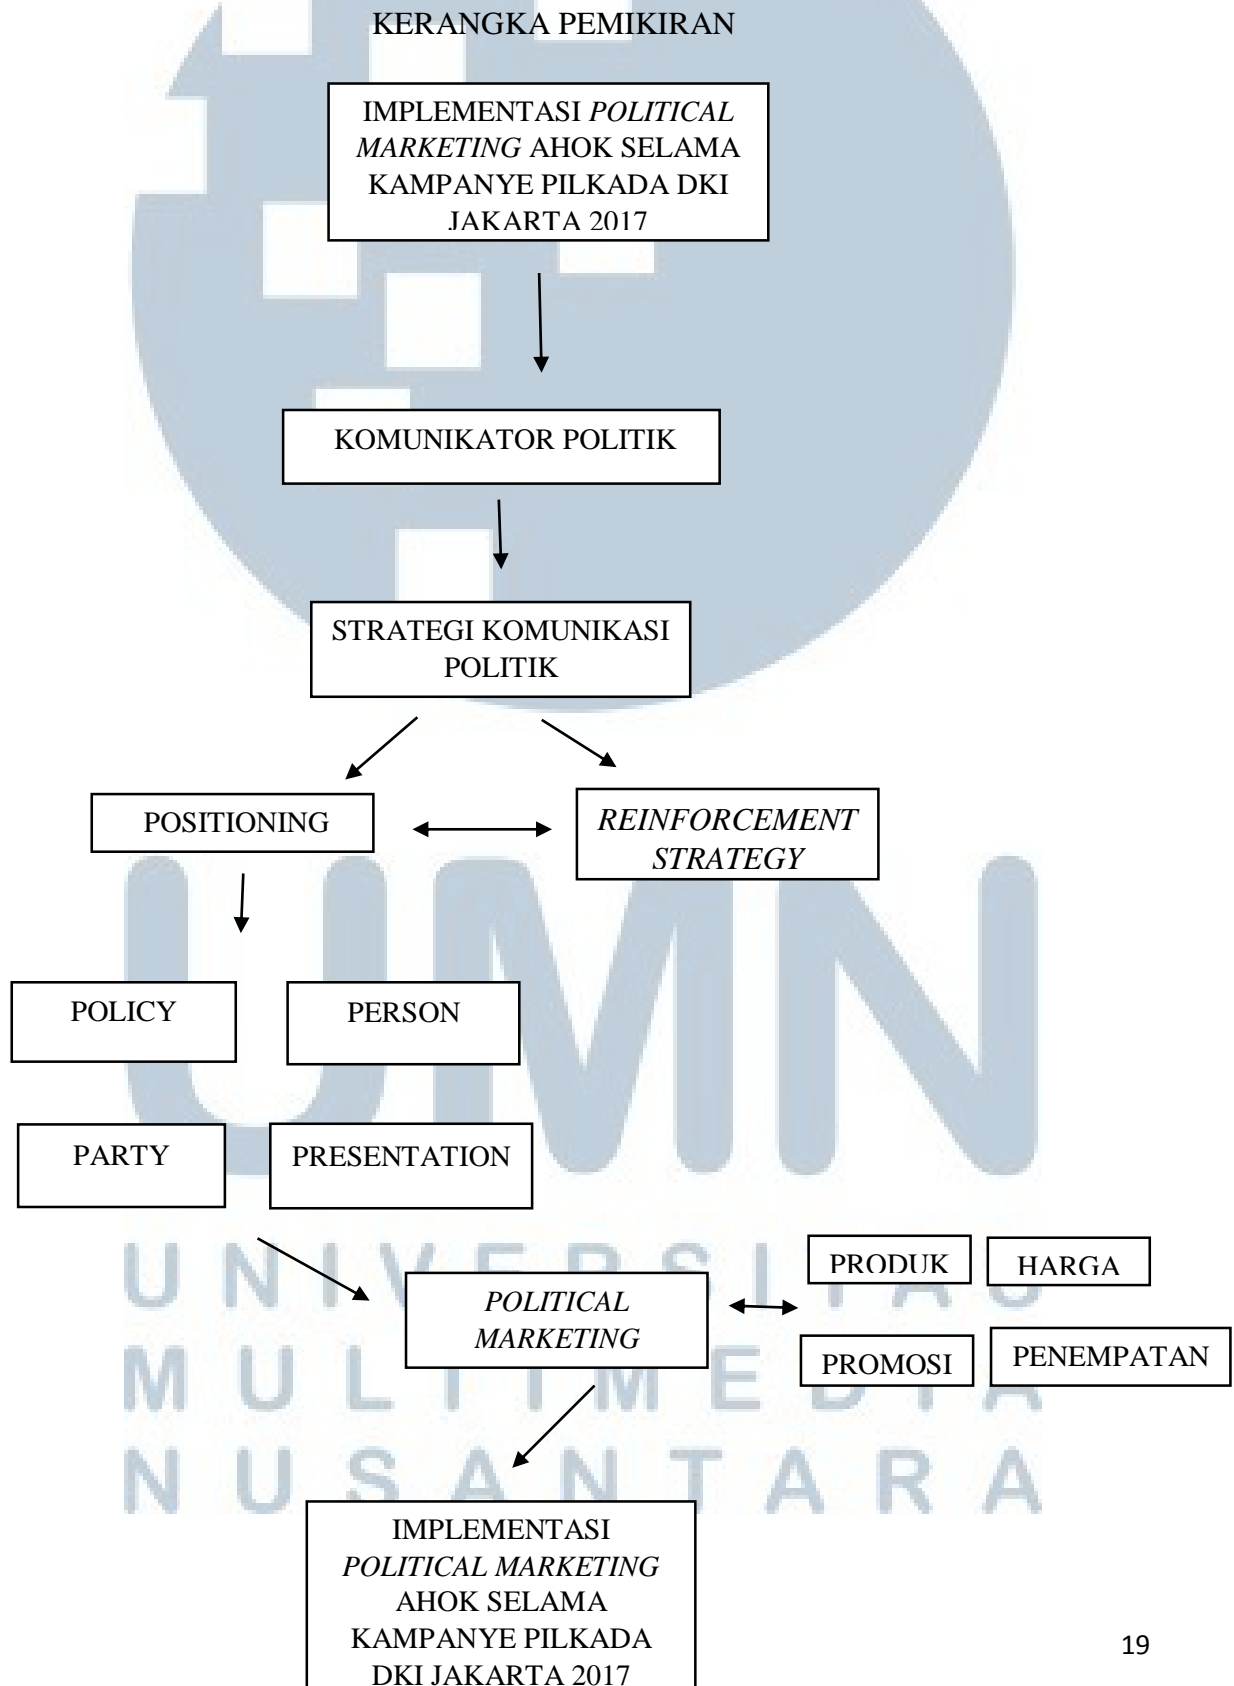 KERANGKA PEMIKIRAN
IMPLEMENTASI POLITICAL
MARKETING AHOK SELAMA
KAMPANYE PILKADA DKI
JAKARTA 2017
KOMUNIKATOR POLITIK
STRATEGI KOMUNIKASI
POLITIK
POSITIONING
REINFORCEMENT
STRATEGY
UMN
POLICY
PERSON
PARTY
PRESENTATION
UNIVERSITAS
PRODUK
HARGA
POLITICAL
MARKETING
MULTIMEDIA
PROMOSI
PENEMPATAN
NUSANTARA
IMPLEMENTASI
POLITICAL MARKETING
AHOK SELAMA
KAMPANYE PILKADA
DKI JAKARTA 2017
19